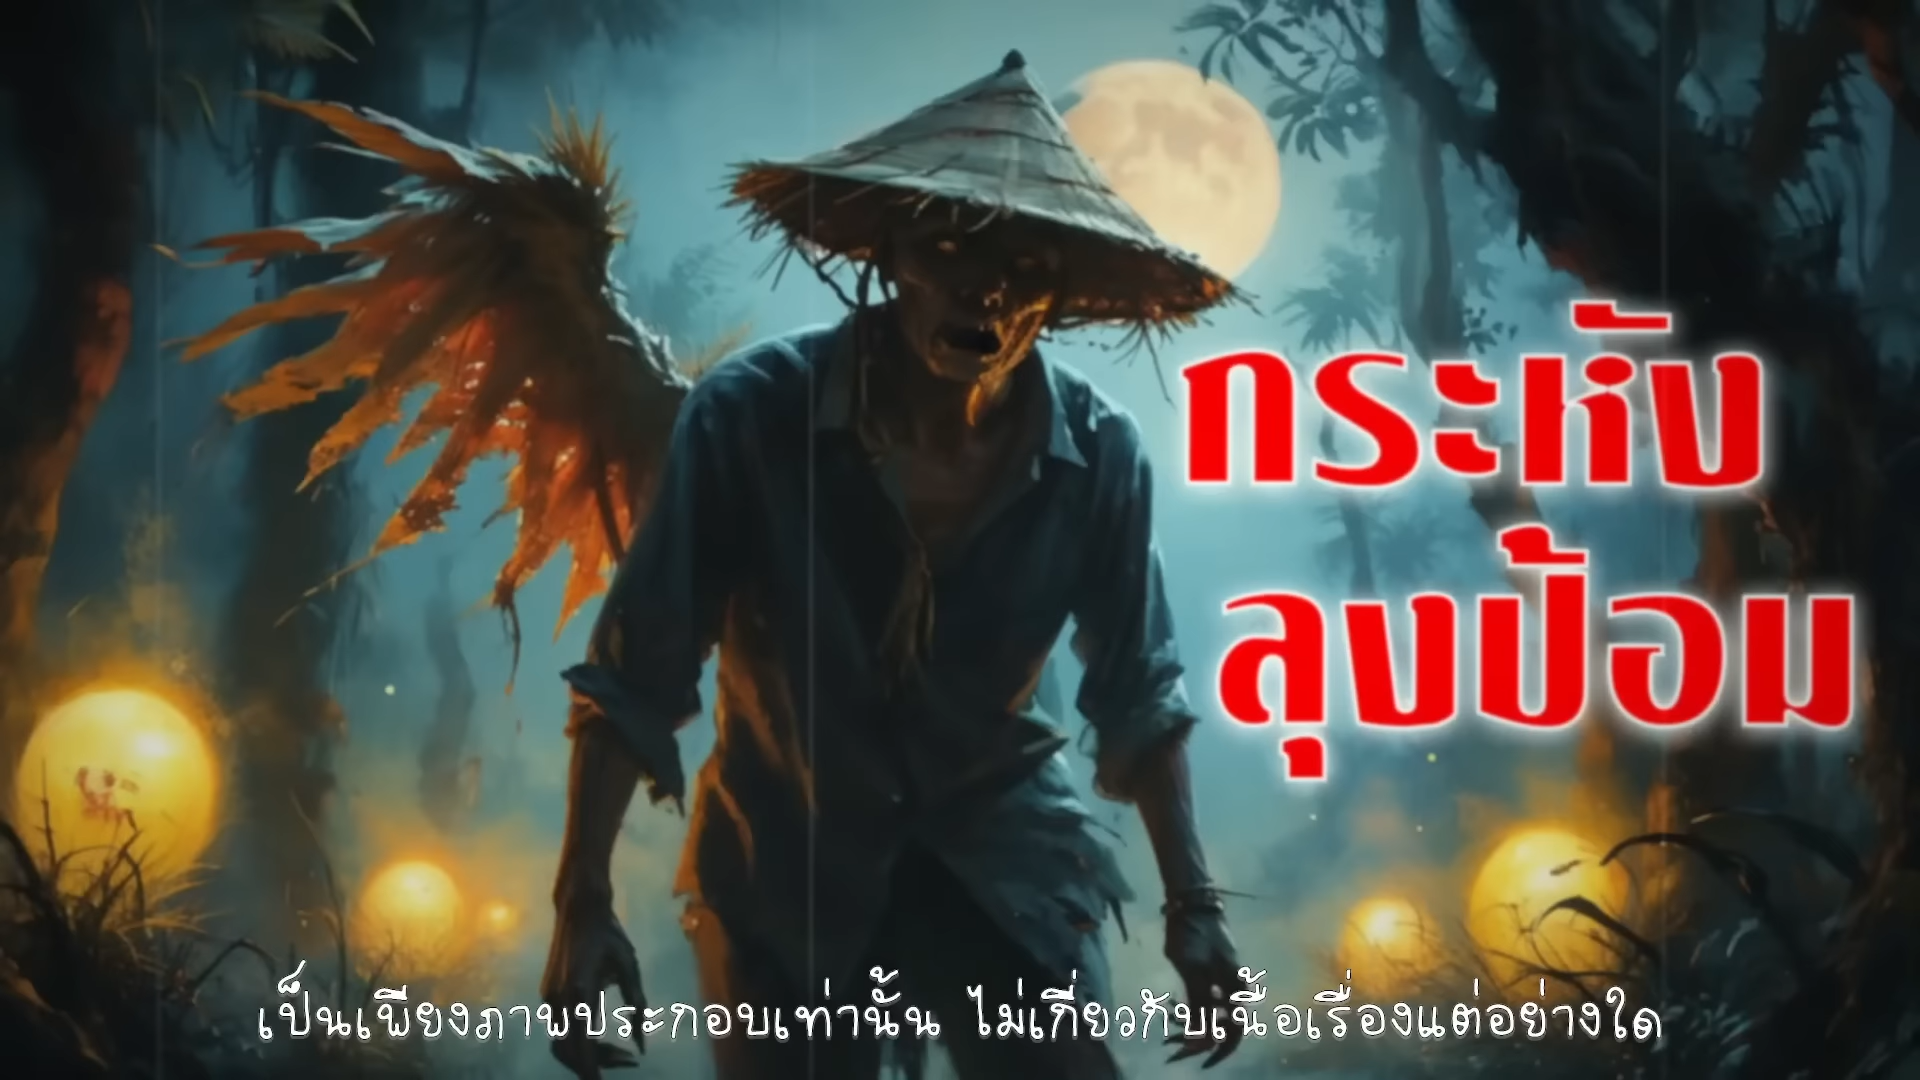 กระหัง
ลุงป้อม
เป็นเพียงภาพประกอบเท่านั้น ไม่เกี่ยวกับเนื้อเรื่องแต่อย่างใด